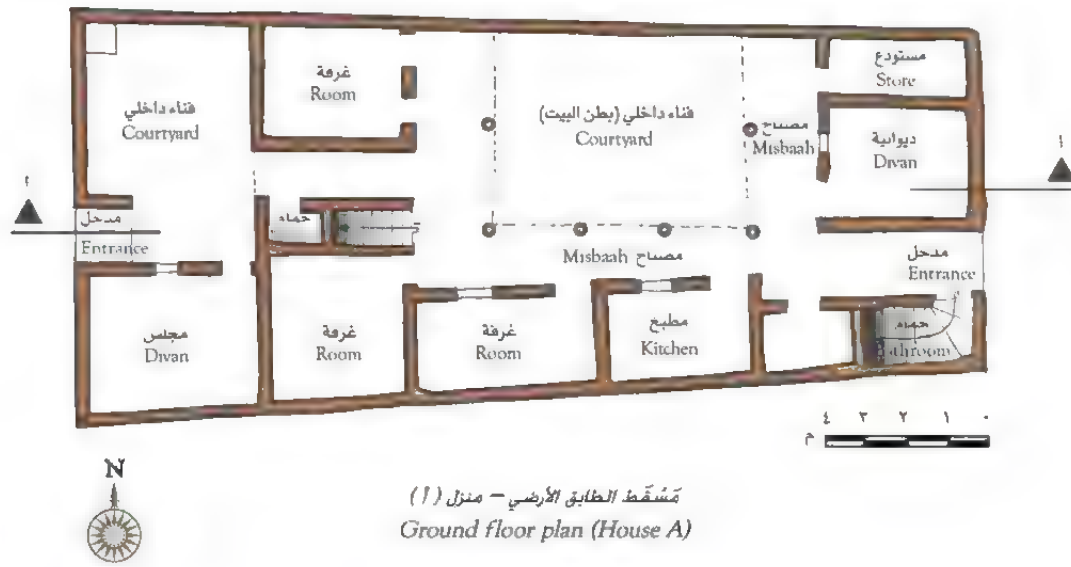 مستودع
Store
غرفة
Room
فناء داخلي
Courtyard
فناء داخلي (بطن البيت)
Courtyard
مصباح
Misbaah
ديوانية
Divan
مدخل
Entrance
حمام
مصباح Misbaah
مدخل
Entrance
مجلس
Divan
غرفة
Room
غرفة
Room
مطبخ
Kitchen
حمام
Bathroom
أ
أ
٤ ٣ ٢ ١ ٠
م
N
مَسْقَط الطابق الأرضي – منزل (أ)
Ground floor plan (House A)